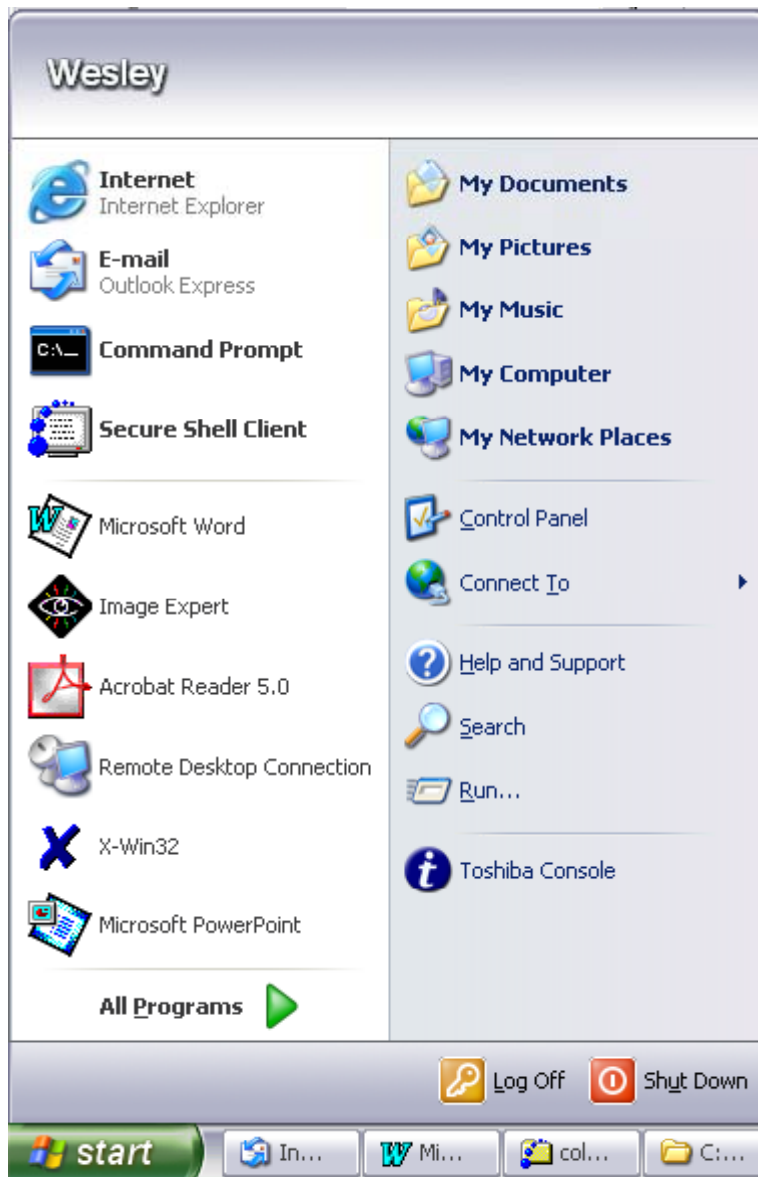 Wesley
Internet
Internet Explorer
E-mail
Outlook Express
C:\_
Command Prompt
Secure Shell Client
Microsoft Word
Image Expert
Acrobat Reader 5.0
Remote Desktop Connection
X-Win32
Microsoft PowerPoint
All Programs
My Documents
My Pictures
My Music
My Computer
My Network Places
Control Panel
Connect To
Help and Support
Search
Run...
Toshiba Console
Log Off
Shut Down
start
In...
Mi...
col...
C:...